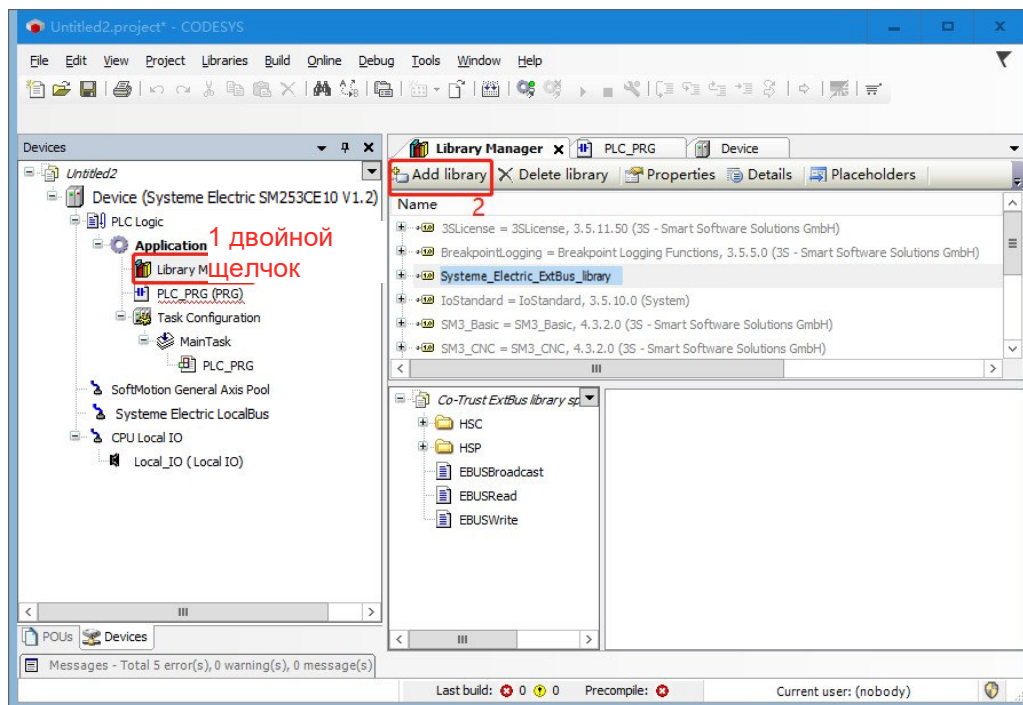 Untitled2.project* - CODESYS
File Edit View Project Libraries Build Online Debug Tools Window Help
Devices
Untitled2
Device (Systeme Electric SM253CE10 V1.2)
PLC Logic
Application
1 двойной
щелчок
Library M
PLC_PRG (PRG)
Task Configuration
MainTask
PLC_PRG
SoftMotion General Axis Pool
Systeme Electric LocalBus
CPU Local IO
Local_IO (Local IO)
POUs Devices
Library Manager PLC_PRG Device
Add library Delete library Properties Details Placeholders
2
Name
3SLicense = 3SLicense, 3.5.11.50 (3S - Smart Software Solutions GmbH)
BreakpointLogging = Breakpoint Logging Functions, 3.5.5.0 (3S - Smart Software Solutions GmbH)
Systeme_Electric_ExtBus_library
IoStandard = IoStandard, 3.5.10.0 (System)
SM3_Basic = SM3_Basic, 4.3.2.0 (3S - Smart Software Solutions GmbH)
SM3_CNC = SM3_CNC, 4.3.2.0 (3S - Smart Software Solutions GmbH)
Co-Trust ExtBus library sp
HSC
HSP
EBUSBroadcast
EBUSRead
EBUSWrite
Messages - Total 5 error(s), 0 warning(s), 0 message(s)
Last build: 0 0 Precompile: Current user: (nobody)